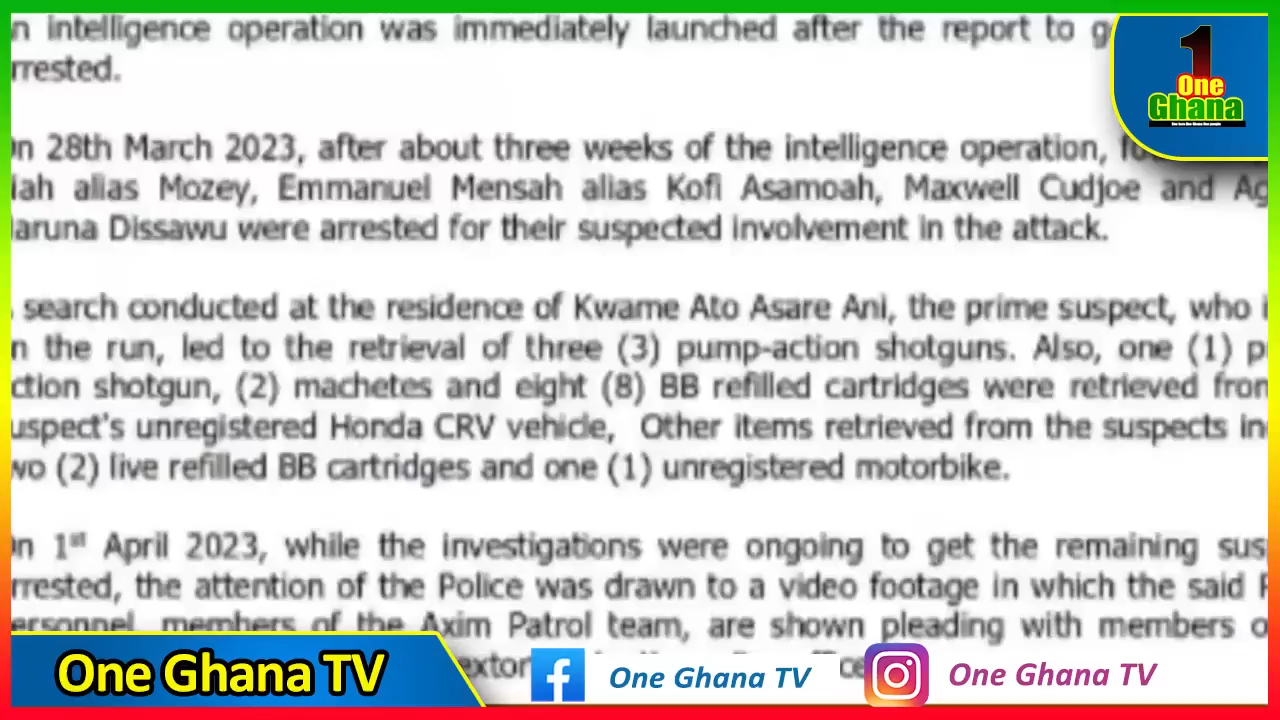 n intelligence operation was immediately launched after the report to g
rrested.
n 28th March 2023, after about three weeks of the intelligence operation,
iah alias Mozey, Emmanuel Mensah alias Kofi Asamoah, Maxwell Cudjoe and Ag
laruna Dissawu were arrested for their suspected involvement in the attack.
search conducted at the residence of Kwame Ato Asare Ani, the prime suspect, who i
n the run, led to the retrieval of three (3) pump-action shotguns. Also, one (1) p
ction shotgun, (2) machetes and eight (8) BB refilled cartridges were retrieved from
uspect's unregistered Honda CRV vehicle, Other items retrieved from the suspects in
wo (2) live refilled BB cartridges and one (1) unregistered motorbike.
n 1st April 2023, while the investigations were ongoing to get the remaining sus
rrested, the attention of the Police was drawn to a video footage in which the said P
ersonnel, members of the Axim Patrol team, are shown pleading with members o
extor
1
One
Ghana
One Ghana TV
One Ghana TV
One Ghana TV